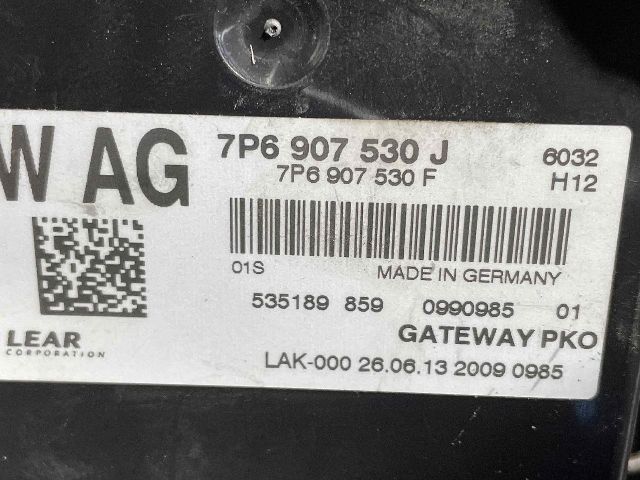 W AG
7P6 907 530 J 6032
7P6 907 530 F H12
01S MADE IN GERMANY
535189 859 0990985 01
LEAR
CORPORATION
GATEWAY PKO
LAK-000 26.06.13 2009 0985